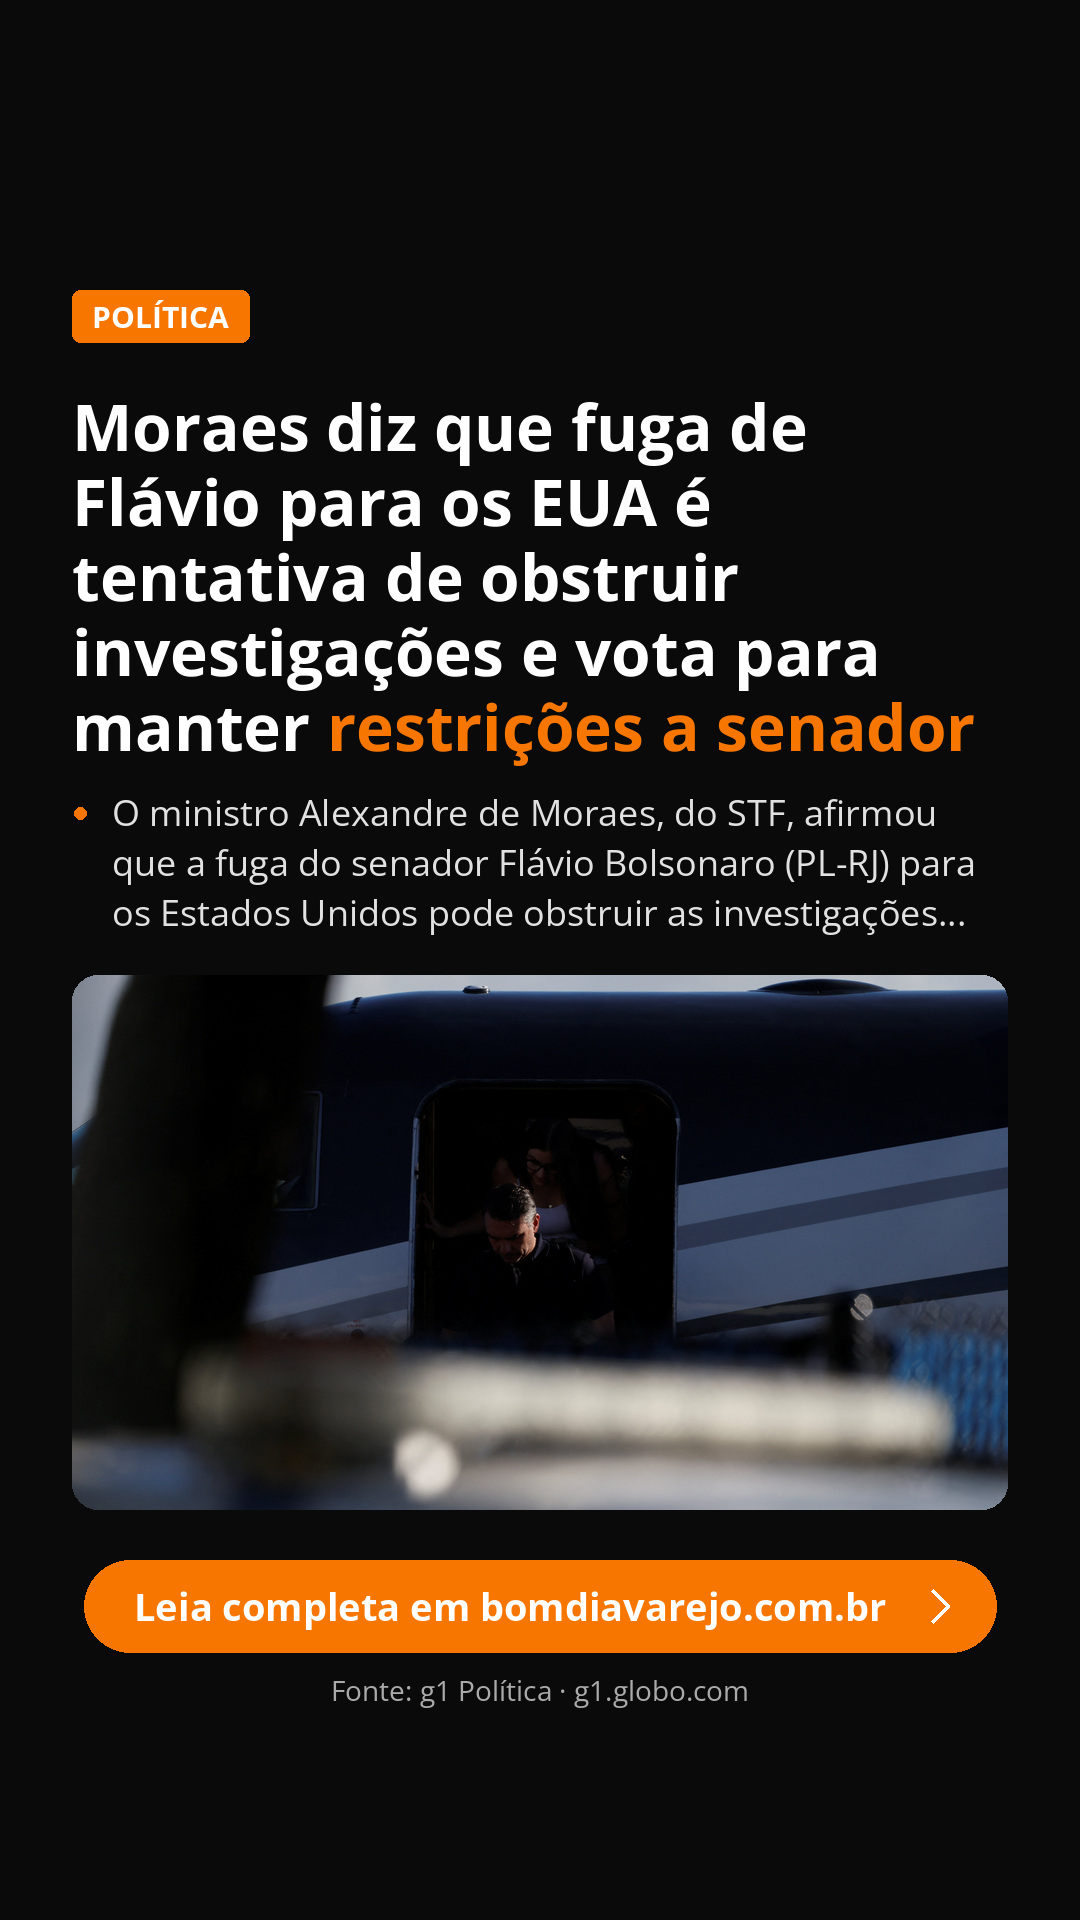 POLÍTICA
Moraes diz que fuga de
Flávio para os EUA é
tentativa de obstruir
investigações e vota para
manter restrições a senador
• O ministro Alexandre de Moraes, do STF, afirmou
que a fuga do senador Flávio Bolsonaro (PL-RJ) para
os Estados Unidos pode obstruir as investigações...
Leia completa em bomdiavarejo.com.br
Fonte: g1 Política · g1.globo.com